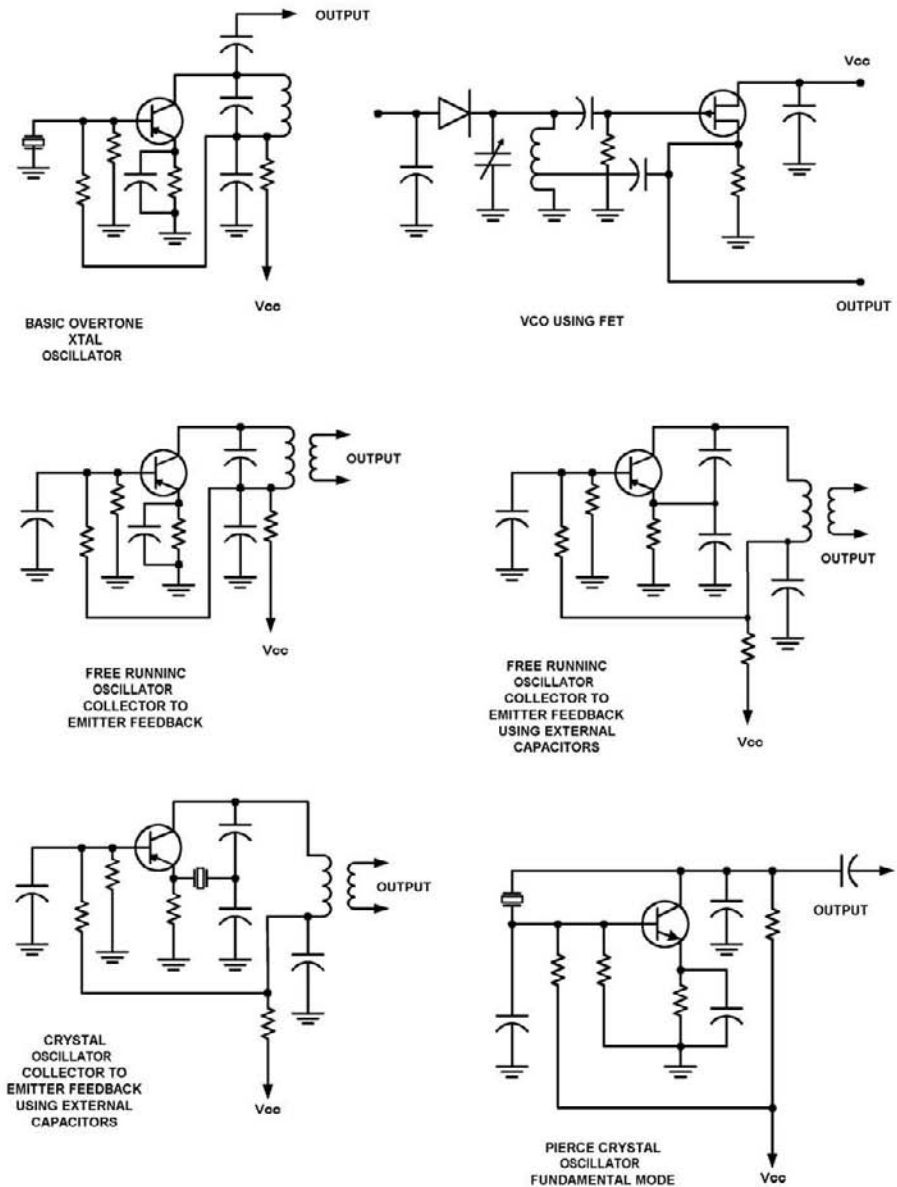 OUTPUT
Vcc
BASIC OVERTONE
XTAL
OSCILLATOR
Vcc
OUTPUT
VCO USING FET
OUTPUT
Vcc
FREE RUNNINC
OSCILLATOR
COLLECTOR TO
EMITTER FEEDBACK
OUTPUT
Vcc
FREE RUNNINC
OSCILLATOR
COLLECTOR TO
EMITTER FEEDBACK
USING EXTERNAL
CAPACITORS
OUTPUT
Vcc
CRYSTAL
OSCILLATOR
COLLECTOR TO
EMITTER FEEDBACK
USING EXTERNAL
CAPACITORS
OUTPUT
Vcc
PIERCE CRYSTAL
OSCILLATOR
FUNDAMENTAL MODE